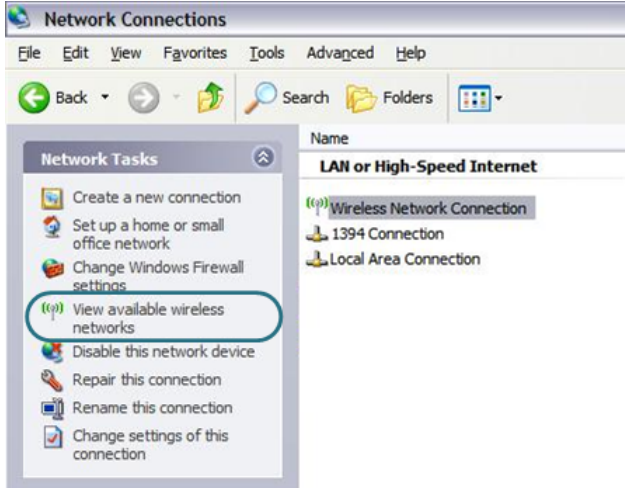 Network Connections
File Edit View Favorites Tools Advanced Help
Back Search Folders
Name
Network Tasks
LAN or High-Speed Internet
Create a new connection
Set up a home or small
office network
Change Windows Firewall
settings
View available wireless
networks
Disable this network device
Repair this connection
Rename this connection
Change settings of this
connection
Wireless Network Connection
1394 Connection
Local Area Connection